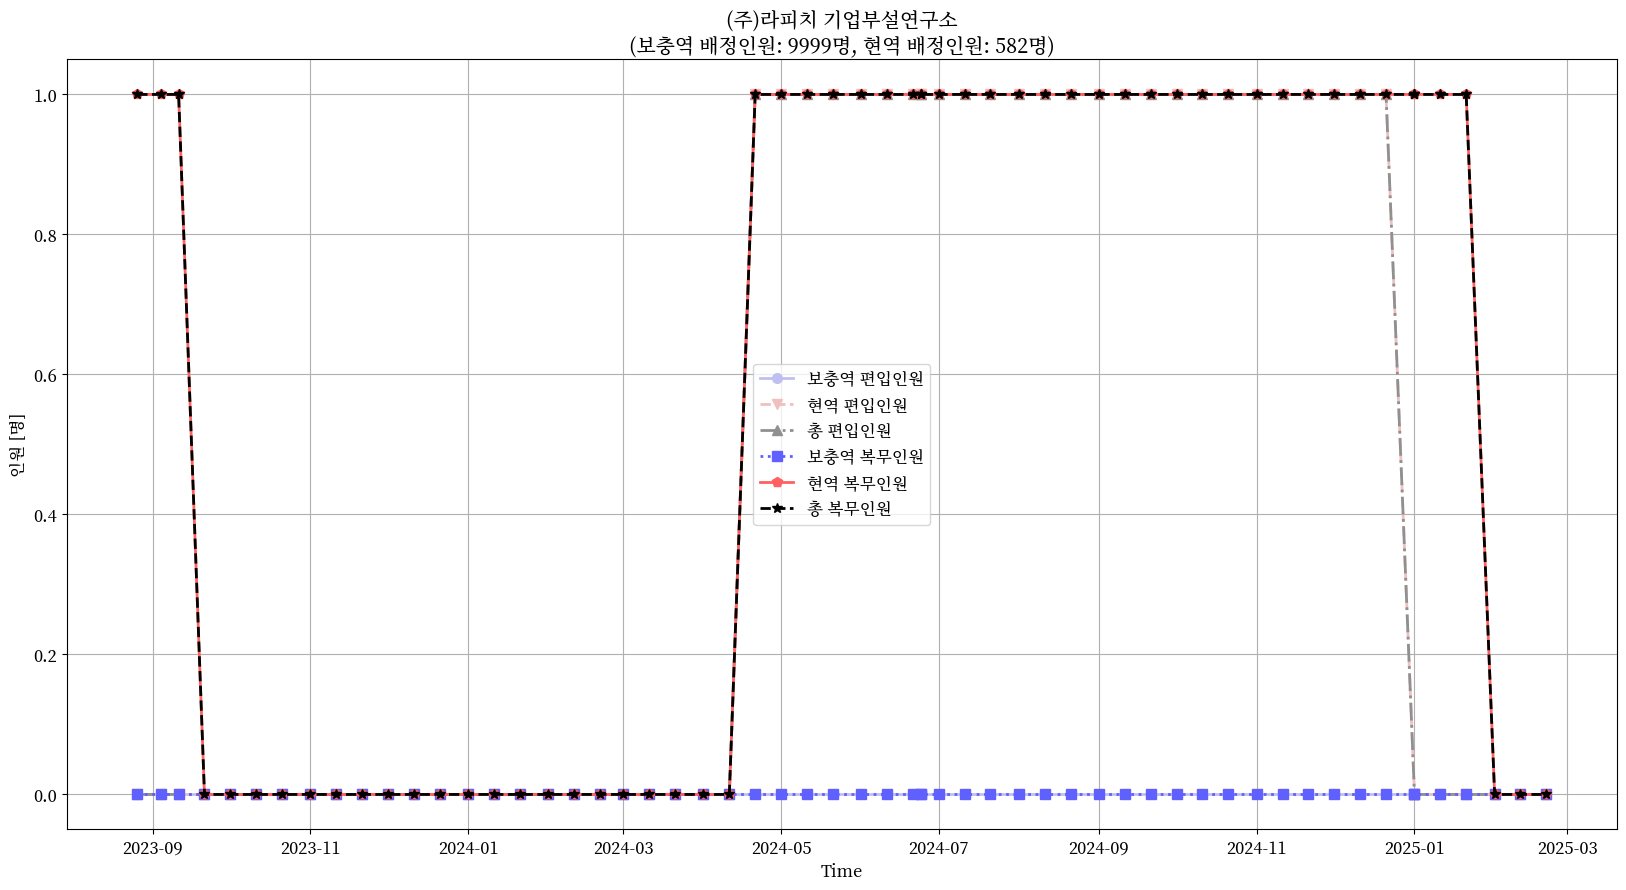 (주)라피치 기업부설연구소
(보충역 배정인원: 9999명, 현역 배정인원: 582명)
1.0
0.8
0.6
0.4
0.2
0.0
인원 [명]
보충역 편입인원
현역 편입인원
총 편입인원
보충역 복무인원
현역 복무인원
총 복무인원
2023-09 2023-11 2024-01 2024-03 2024-05 2024-07 2024-09 2024-11 2025-01 2025-03
Time